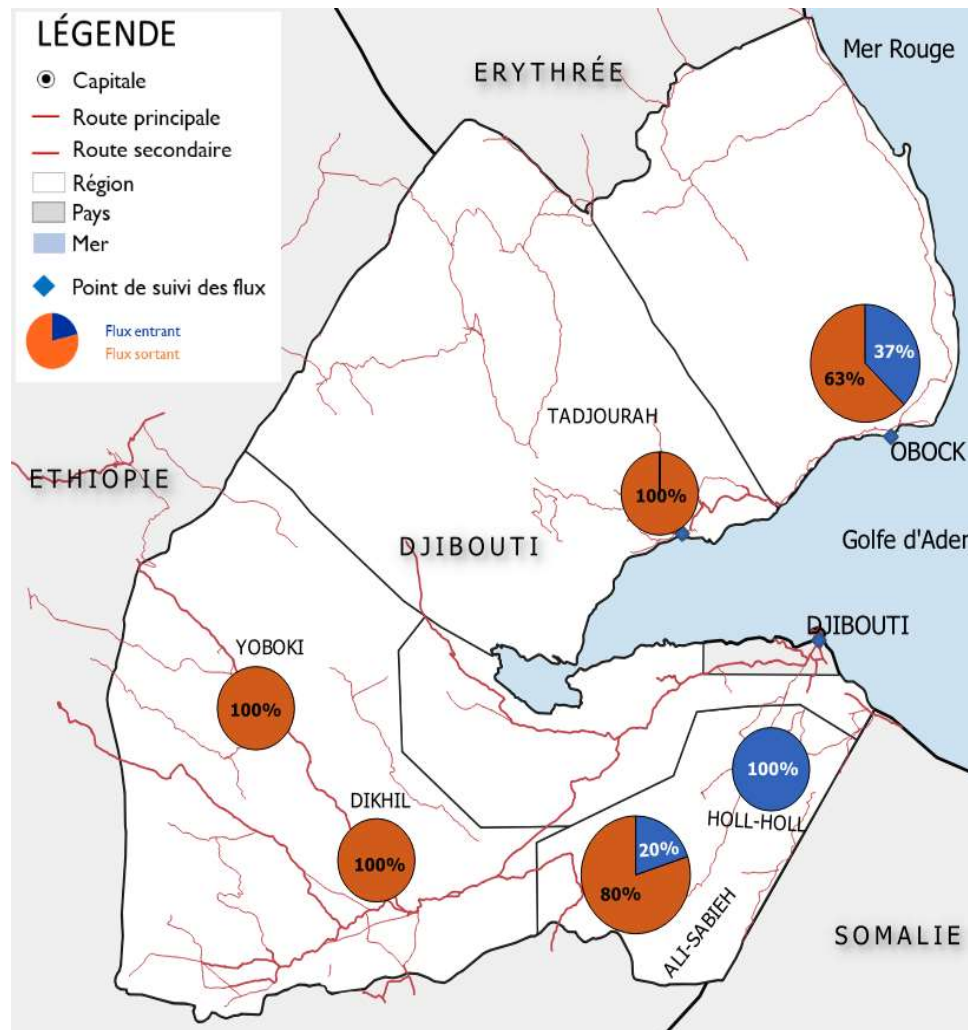 LÉGENDE
Capitale
Route principale
Route secondaire
Région
Pays
Mer
Point de suivi des flux
Flux entrant
Flux sortant
Mer Rouge
ERYTHRÉE
37%
63%
TADJOURAH
OBOCK
ETHIOPIE
100%
Golfe d'Aden
DJIBOUTI
DJIBOUTI
YOBOKI
100%
100%
DIKHIL
HOLL-HOLL
20%
100%
80%
ALI-SABIEH
SOMALIE